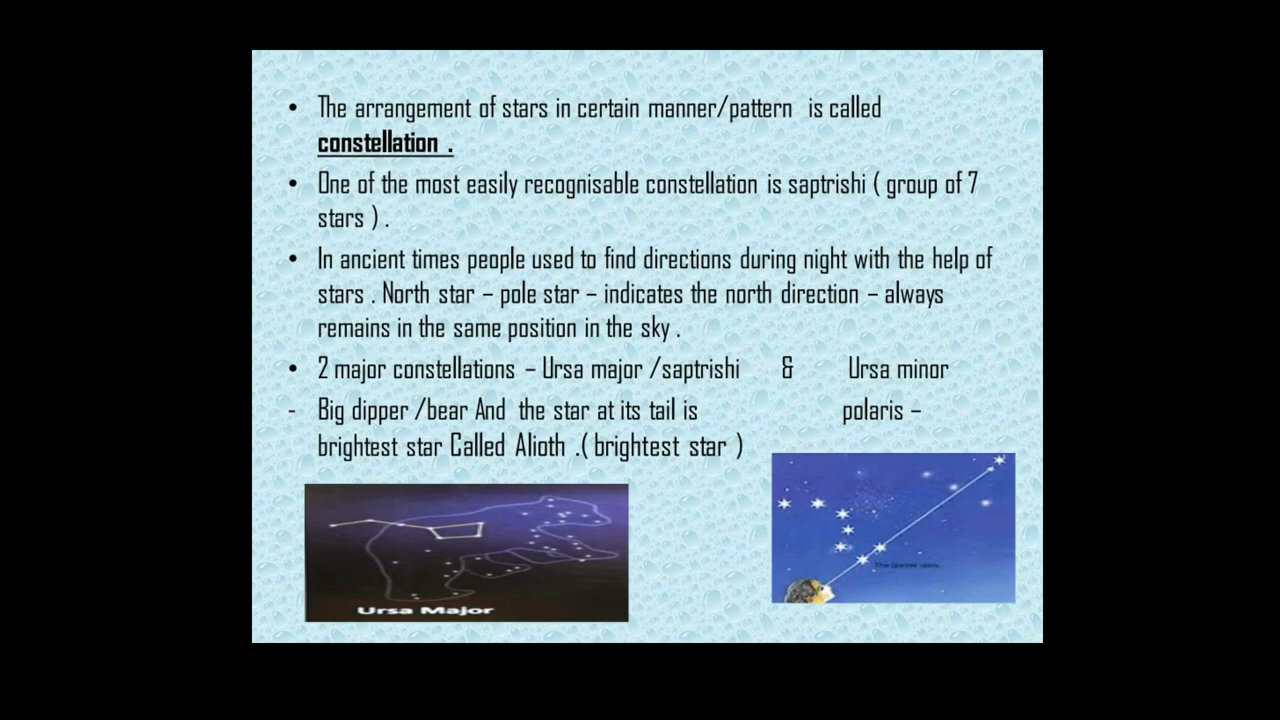 • The arrangement of stars in certain manner/pattern is called
constellation .
• One of the most easily recognisable constellation is saptrishi ( group of 7
stars ) .
• In ancient times people used to find directions during night with the help of
stars . North star – pole star – indicates the north direction – always
remains in the same position in the sky .
• 2 major constellations – Ursa major /saptrishi & Ursa minor
- Big dipper /bear And the star at its tail is polaris –
brightest star Called Alioth .( brightest star )
Ursa Major